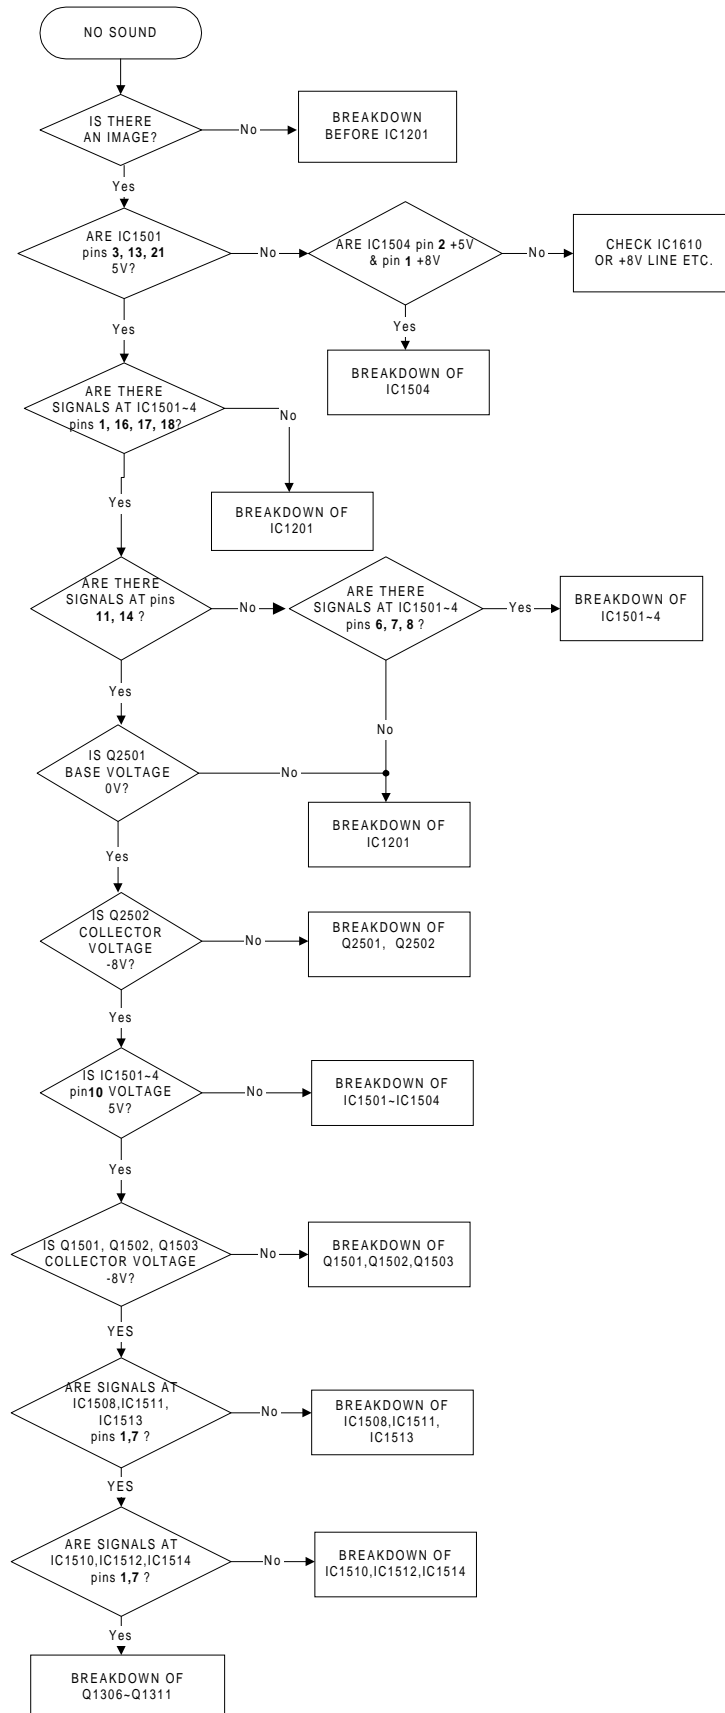 NO SOUND
IS THERE
AN IMAGE?
No
BREAKDOWN
BEFORE IC1201
Yes
ARE IC1501
pins 3, 13, 21
5V?
No
ARE IC1504 pin 2 +5V
& pin 1 +8V
No
CHECK IC1610
OR +8V LINE ETC.
Yes
Yes
BREAKDOWN OF
IC1504
ARE THERE
SIGNALS AT IC1501~4
pins 1, 16, 17, 18?
No
BREAKDOWN OF
IC1201
Yes
ARE THERE
SIGNALS AT pins
11, 14 ?
No
ARE THERE
SIGNALS AT IC1501~4
pins 6, 7, 8 ?
Yes
BREAKDOWN OF
IC1501~4
Yes
No
IS Q2501
BASE VOLTAGE
0V?
No
BREAKDOWN OF
IC1201
Yes
IS Q2502
COLLECTOR
VOLTAGE
-8V?
No
BREAKDOWN OF
Q2501, Q2502
Yes
IS IC1501~4
pin10 VOLTAGE
5V?
No
BREAKDOWN OF
IC1501~IC1504
Yes
IS Q1501, Q1502, Q1503
COLLECTOR VOLTAGE
-8V?
No
BREAKDOWN OF
Q1501,Q1502,Q1503
YES
ARE SIGNALS AT
IC1508,IC1511,
IC1513
pins 1,7 ?
No
BREAKDOWN OF
IC1508,IC1511,
IC1513
YES
ARE SIGNALS AT
IC1510,IC1512,IC1514
pins 1,7 ?
No
BREAKDOWN OF
IC1510,IC1512,IC1514
Yes
BREAKDOWN OF
Q1306~Q1311